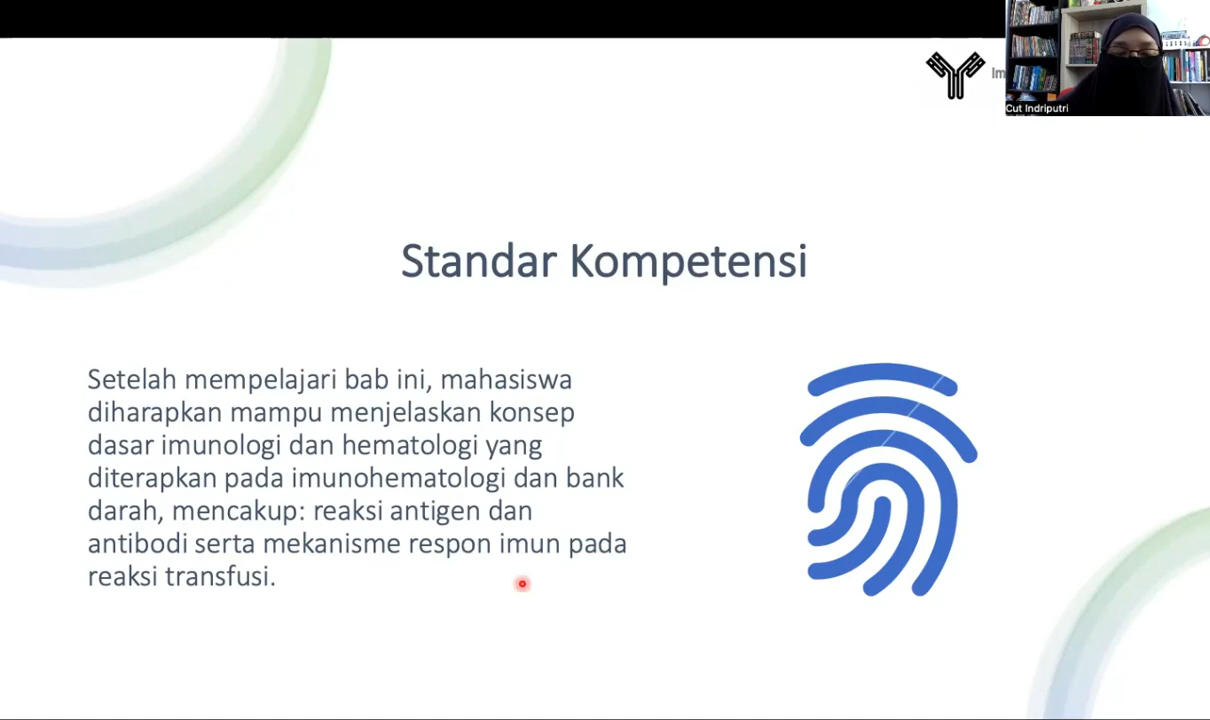 Im
Cut Indriputri
Standar Kompetensi
Setelah mempelajari bab ini, mahasiswa
diharapkan mampu menjelaskan konsep
dasar imunologi dan hematologi yang
diterapkan pada imunohematologi dan bank
darah, mencakup: reaksi antigen dan
antibodi serta mekanisme respon imun pada
reaksi transfusi.